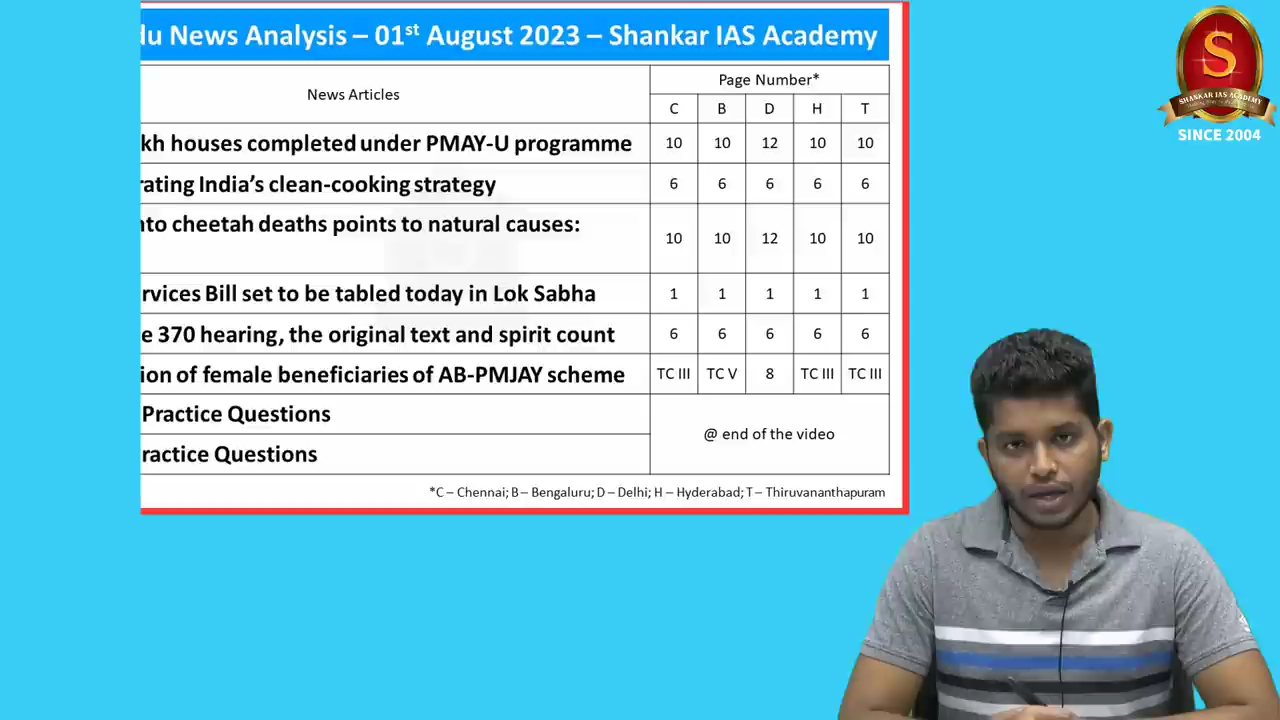 du News Analysis – 01st August 2023 – Shankar IAS Academy
News Articles
Page Number*
C B D H T
kh houses completed under PMAY-U programme 10 10 12 10 10
rating India's clean-cooking strategy 6 6 6 6 6
nto cheetah deaths points to natural causes: 10 10 12 10 10
rvices Bill set to be tabled today in Lok Sabha 1 1 1 1 1
e 370 hearing, the original text and spirit count 6 6 6 6 6
ion of female beneficiaries of AB-PMJAY scheme TC III TC V 8 TC III TC III
Practice Questions
ractice Questions
@ end of the video
*C – Chennai; B – Bengaluru; D – Delhi; H – Hyderabad; T – Thiruvananthapuram
S
SHANKAR IAS ACADEMY
SINCE 2004